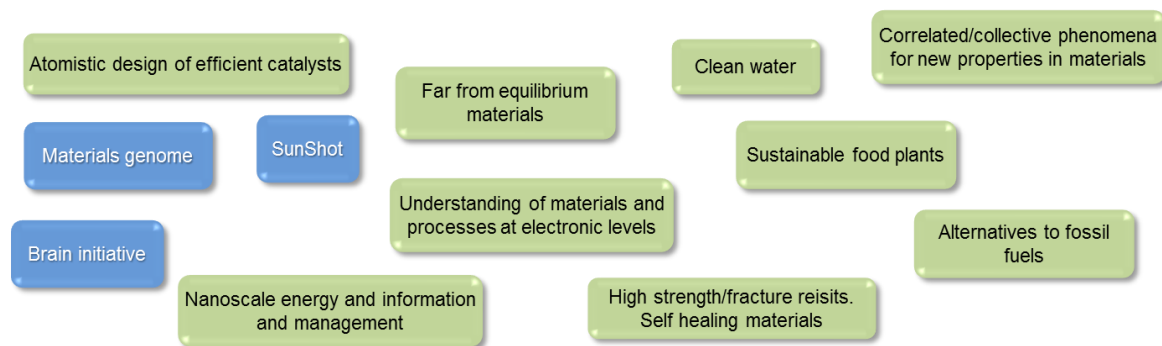 Atomistic design of efficient catalysts
Far from equilibrium
materials
Clean water
Correlated/collective phenomena
for new properties in materials
Materials genome
SunShot
Sustainable food plants
Understanding of materials and
processes at electronic levels
Brain initiative
Alternatives to fossil
fuels
Nanoscale energy and information
and management
High strength/fracture reisits.
Self healing materials